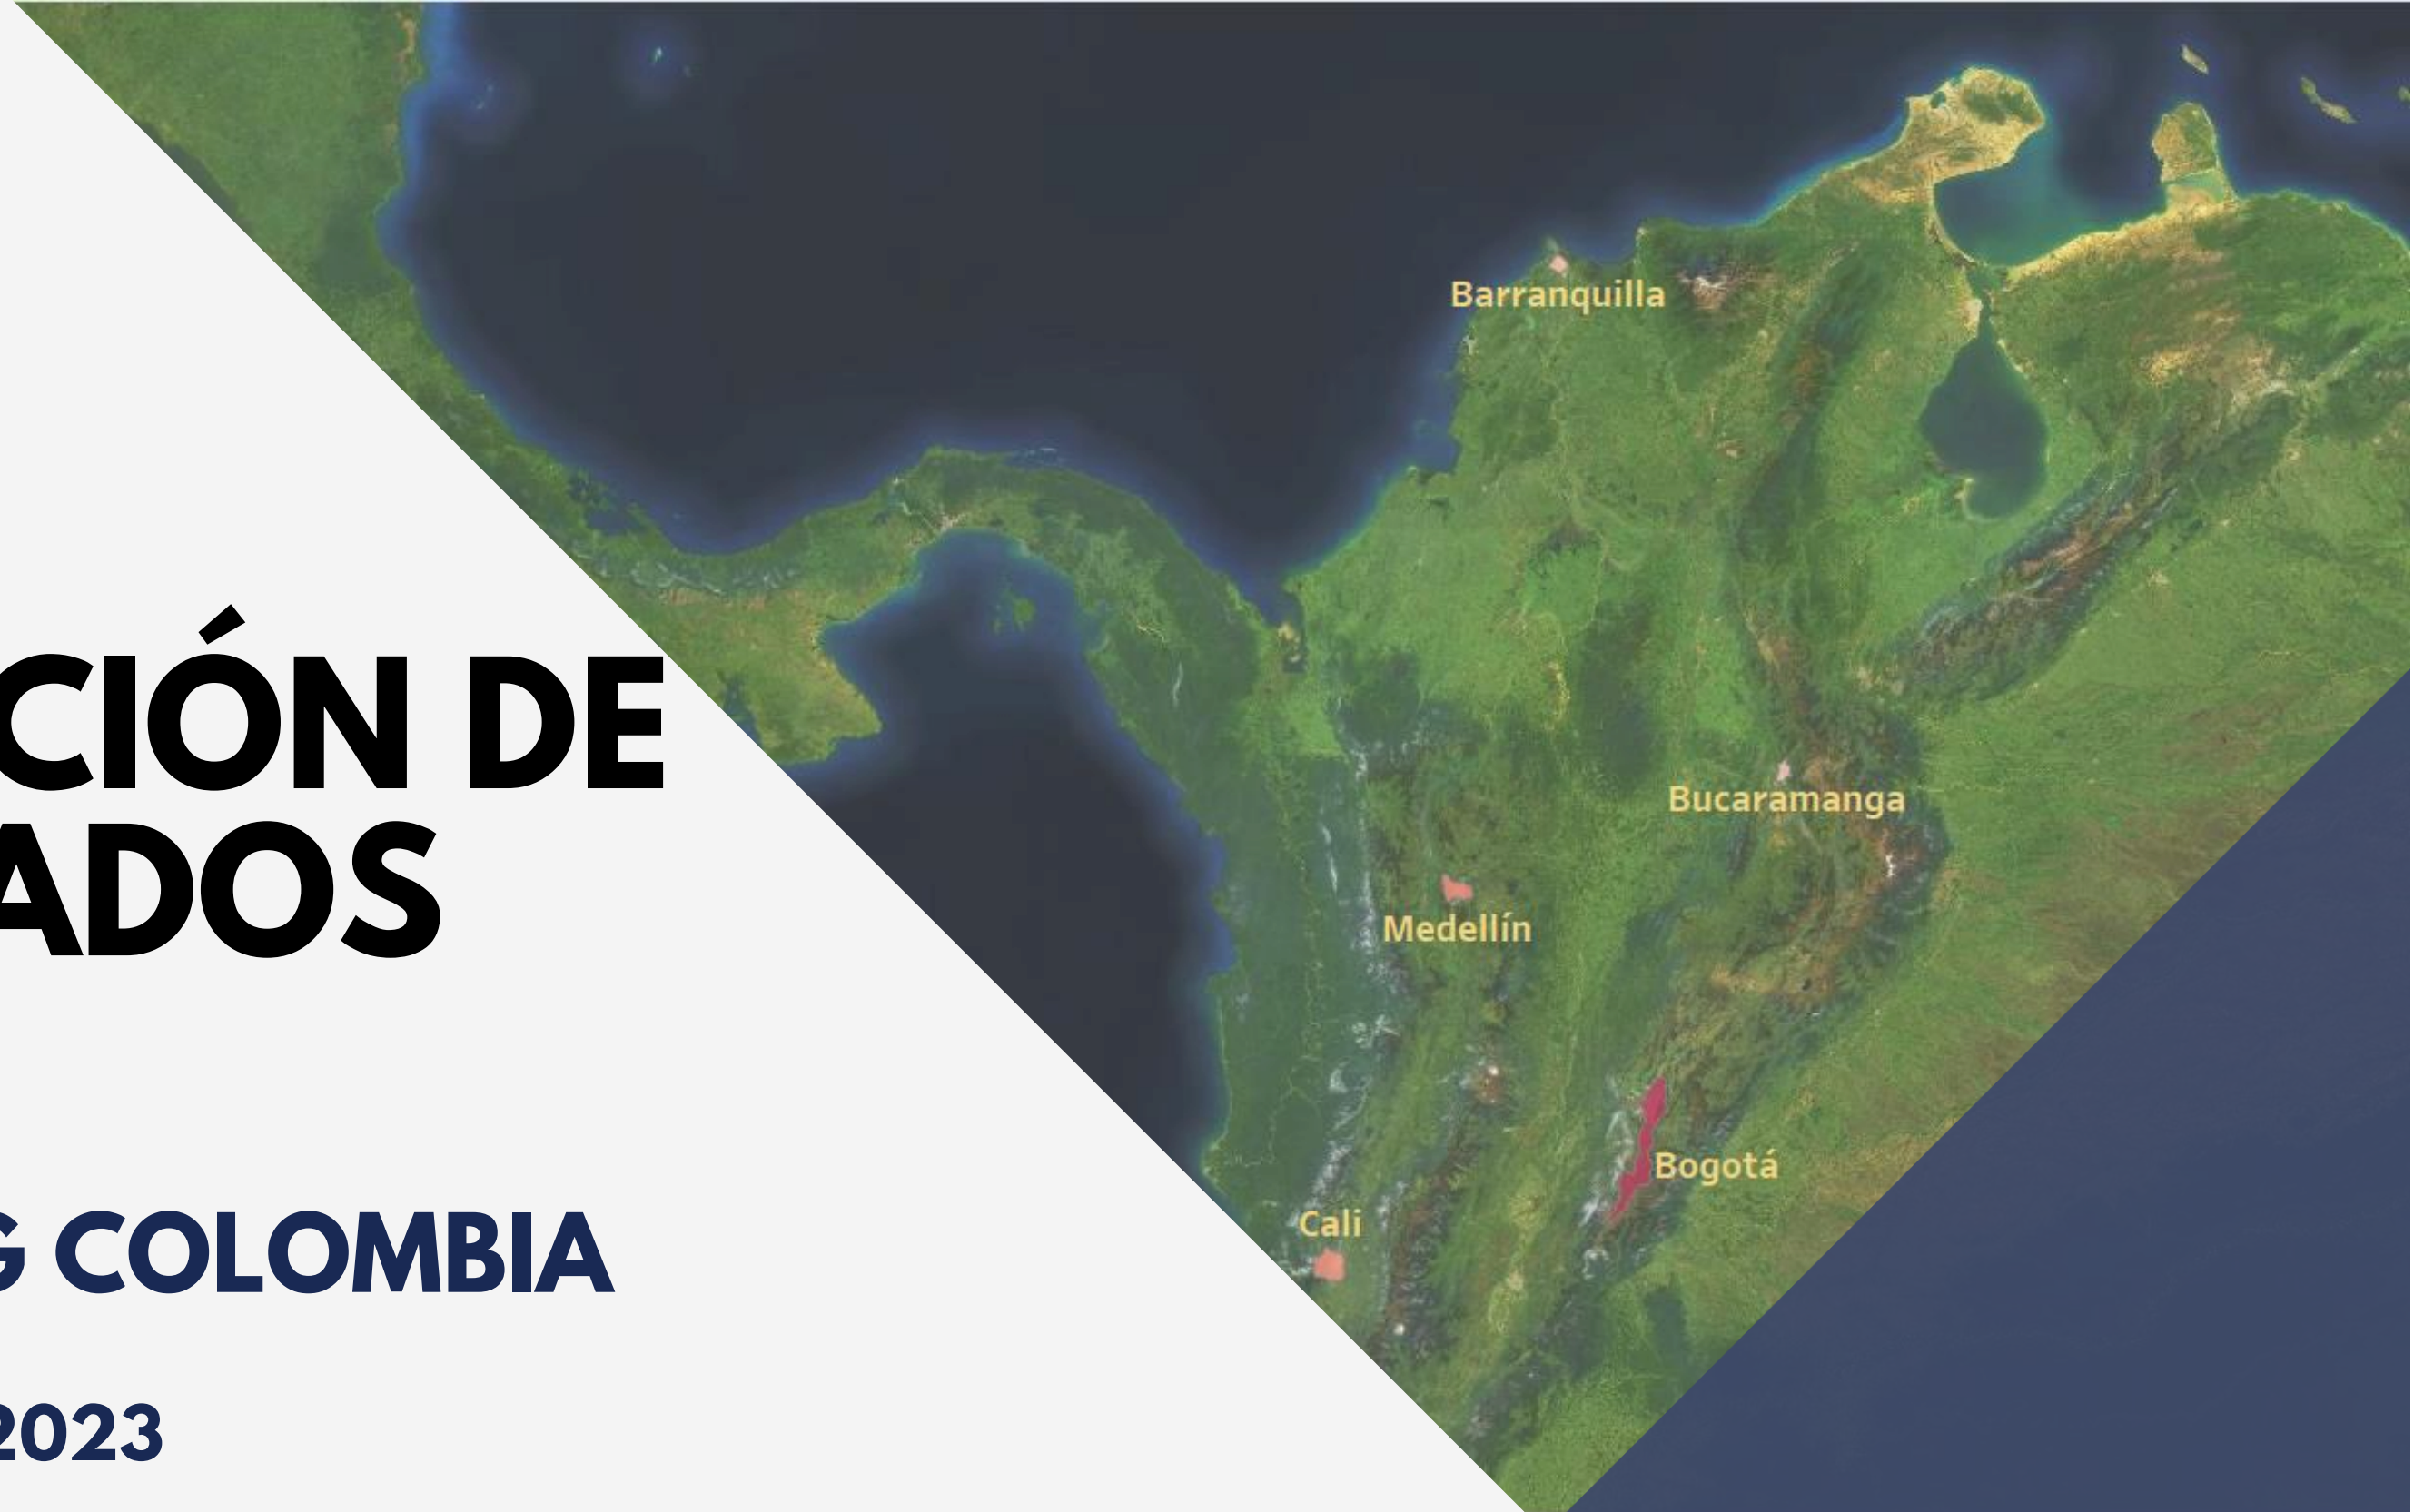 CIÓN DE
ADOS
G COLOMBIA
2023
Barranquilla
Bucaramanga
Medellín
Bogotá
Cali